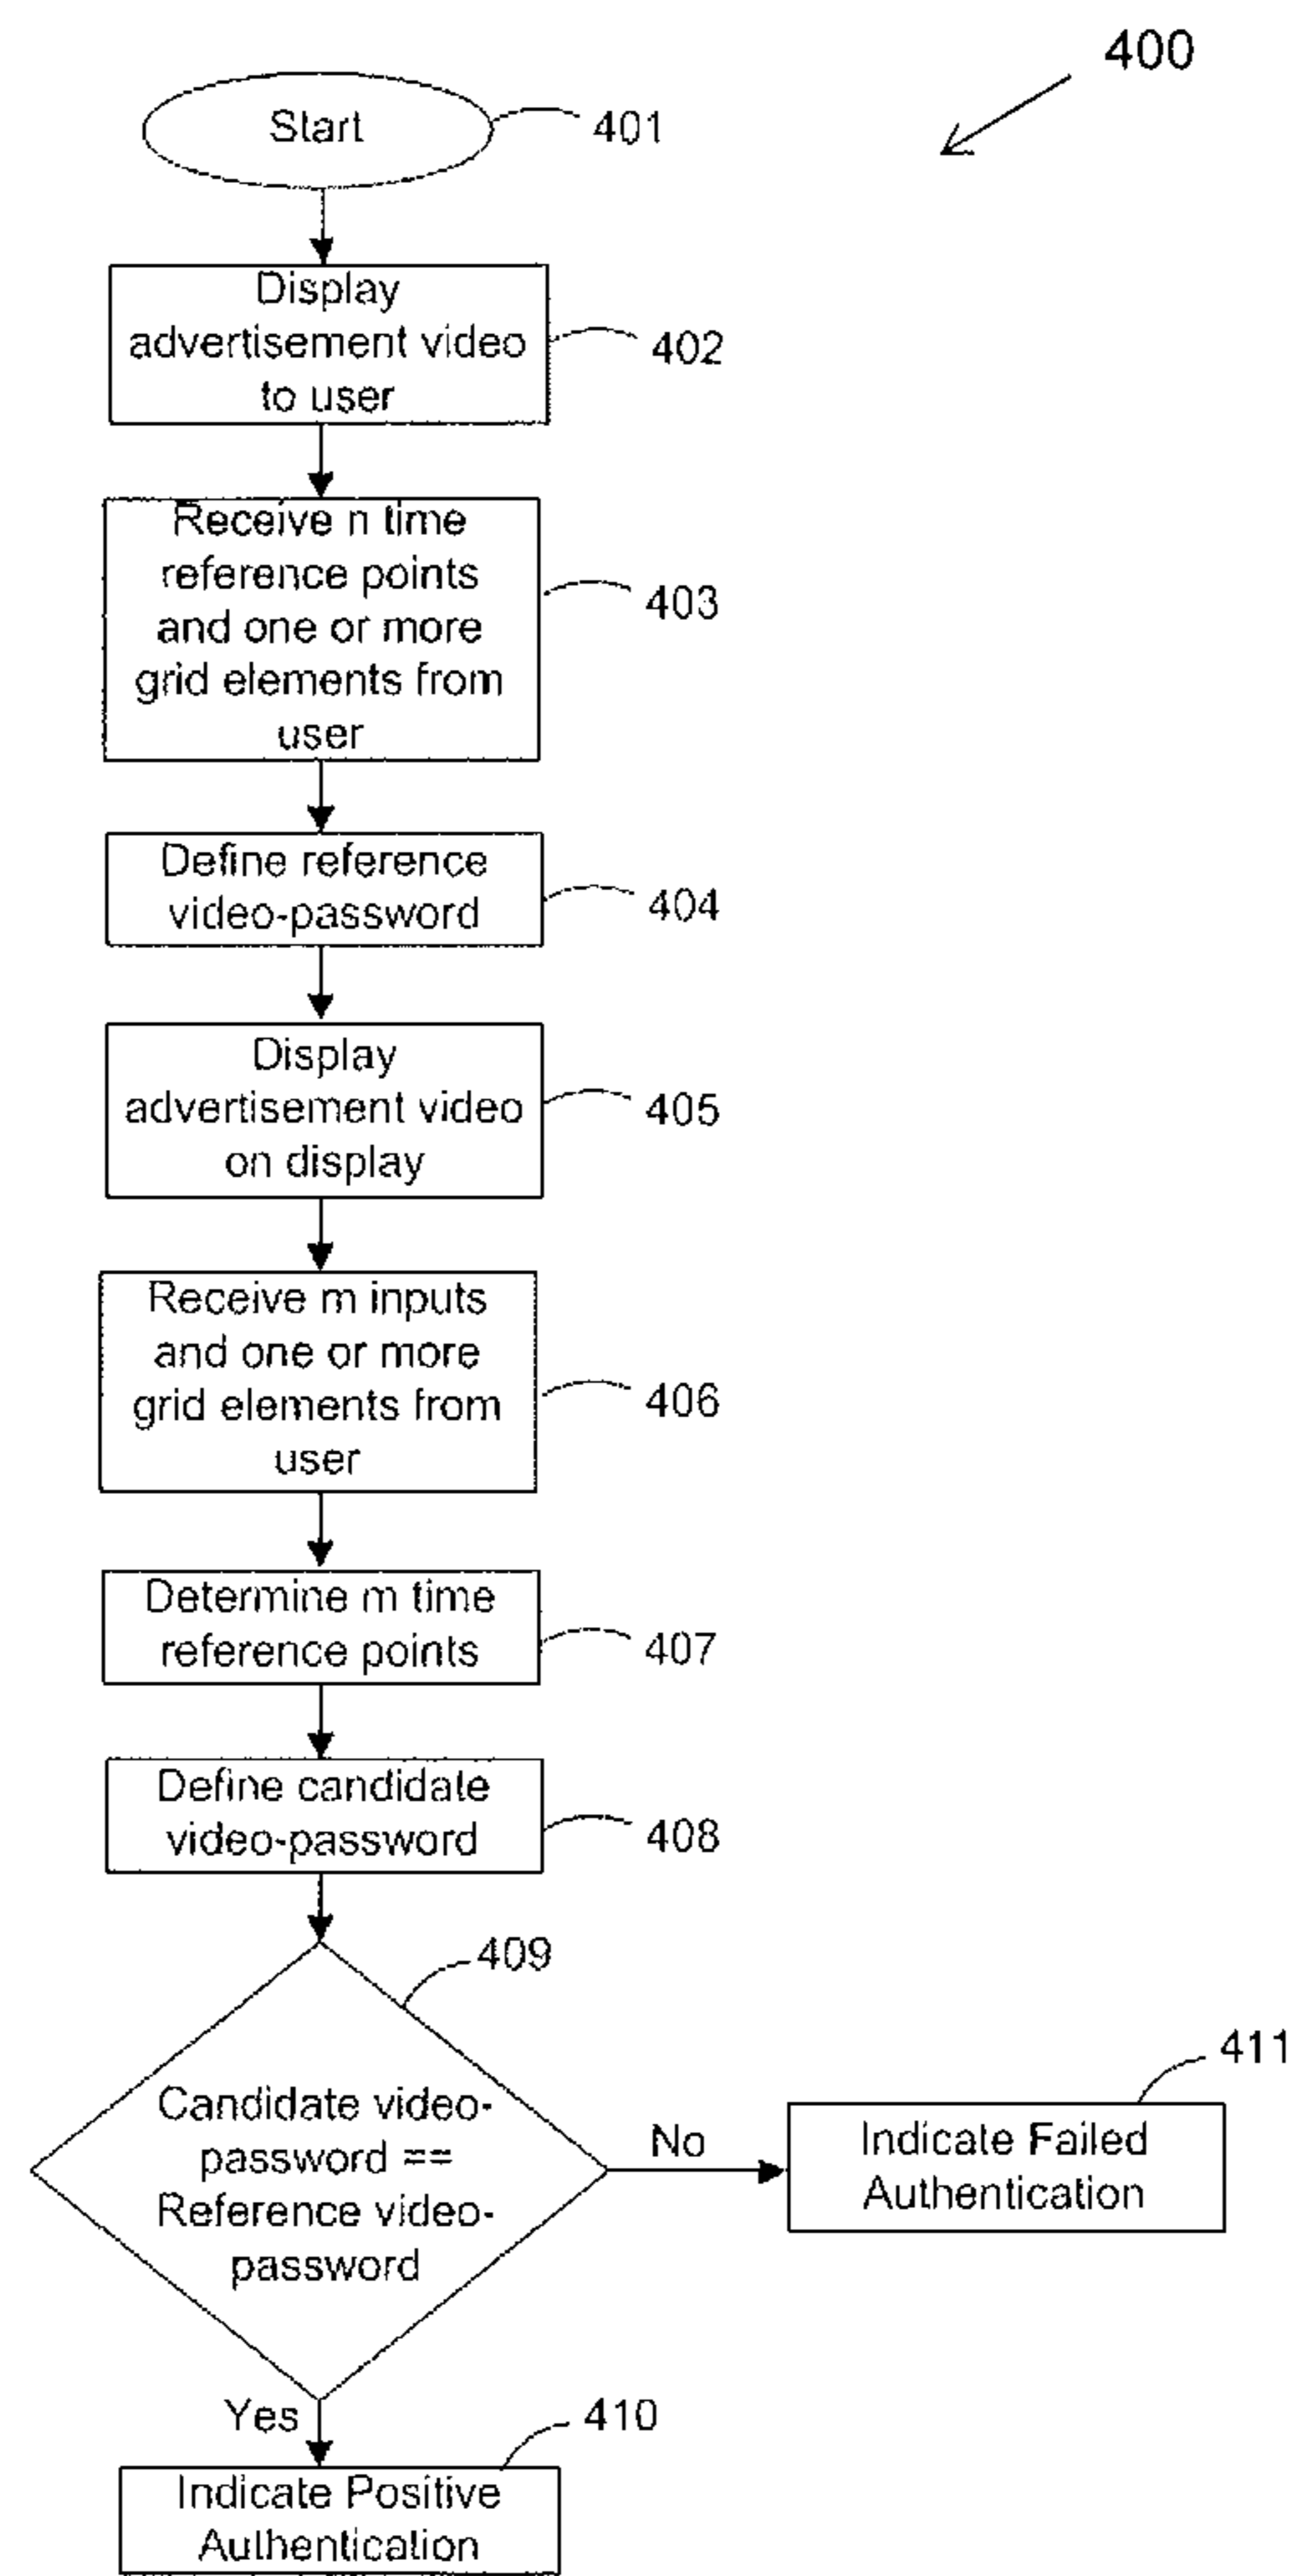 400
Start
401
Display
advertisement video
to user
402
Receive n time
reference points
and one or more
grid elements from
user
403
Define reference
video-password
404
Display
advertisement video
on display
405
Receive m inputs
and one or more
grid elements from
user
406
Determine m time
reference points
407
Define candidate
video-password
408
409
Candidate video-
password ==
Reference video-
password
No
411
Indicate Failed
Authentication
Yes
410
Indicate Positive
Authentication